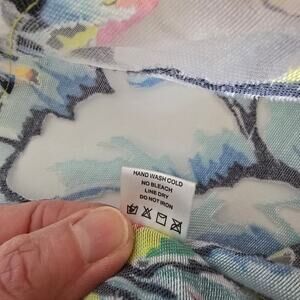 HAND WASH COLD
NO BLEACH
LINE DRY
DO NOT IRON